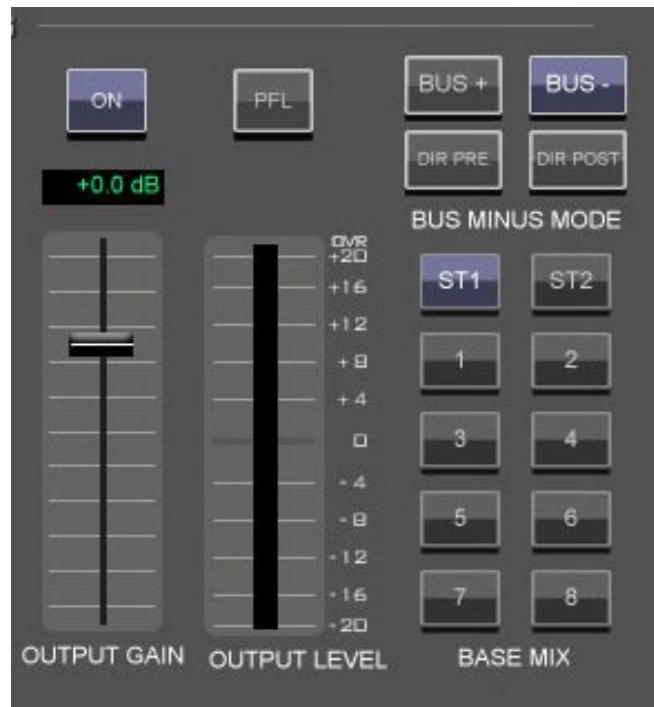 ON
PFL
BUS +
BUS -
DIR PRE
DIR POST
+0.0 dB
BUS MINUS MODE
OVR
+20
+16
+12
+8
+4
0
-4
-8
-12
-16
-20
ST1
ST2
1
2
3
4
5
6
7
8
OUTPUT GAIN
OUTPUT LEVEL
BASE MIX